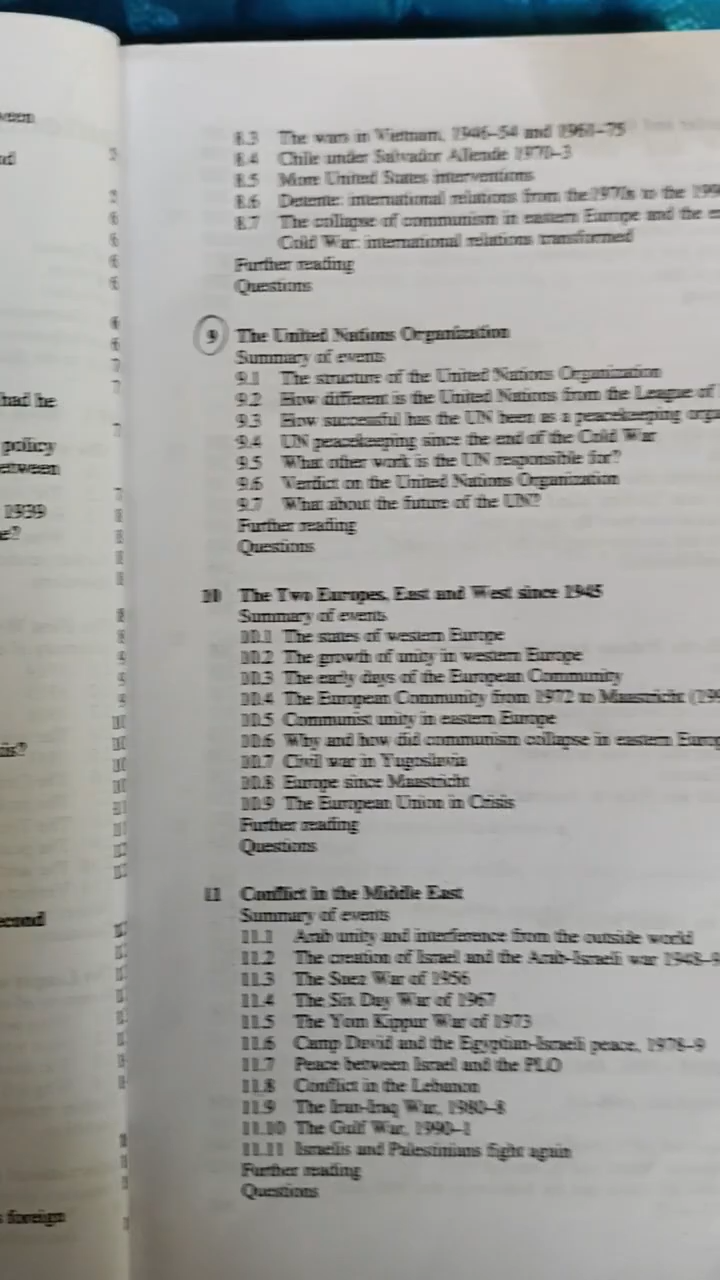 ween
had he
policy
etween
1939
e?
is?
econd
s foreign
8.3 The wars in Vietnam, 1946–54 and 1961–75
8.4 Chile under Salvador Allende 1970–3
8.5 More United States interventions
8.6 Detente: international relations from the 1970s to the 199
8.7 The collapse of communism in eastern Europe and the e
Cold War: international relations transformed
Further reading
Questions
9 The United Nations Organization
Summary of events
9.1 The structure of the United Nations Organization
9.2 How different is the United Nations from the League of
9.3 How successful has the UN been as a peacekeeping orga
9.4 UN peacekeeping since the end of the Cold War
9.5 What other work is the UN responsible for?
9.6 Verdict on the United Nations Organization
9.7 What about the future of the UN?
Further reading
Questions
10 The Two Europes, East and West since 1945
Summary of events
10.1 The states of western Europe
10.2 The growth of unity in western Europe
10.3 The early days of the European Community
10.4 The European Community from 1972 to Maastricht (199
10.5 Communist unity in eastern Europe
10.6 Why and how did communism collapse in eastern Europ
10.7 Civil war in Yugoslavia
10.8 Europe since Maastricht
10.9 The European Union in Crisis
Further reading
Questions
11 Conflict in the Middle East
Summary of events
11.1 Arab unity and interference from the outside world
11.2 The creation of Israel and the Arab-Israeli war 1948–9
11.3 The Suez War of 1956
11.4 The Six Day War of 1967
11.5 The Yom Kippur War of 1973
11.6 Camp David and the Egyptian–Israeli peace, 1978–9
11.7 Peace between Israel and the PLO
11.8 Conflict in the Lebanon
11.9 The Iran–Iraq War, 1980–8
11.10 The Gulf War, 1990–1
11.11 Israelis and Palestinians fight again
Further reading
Questions